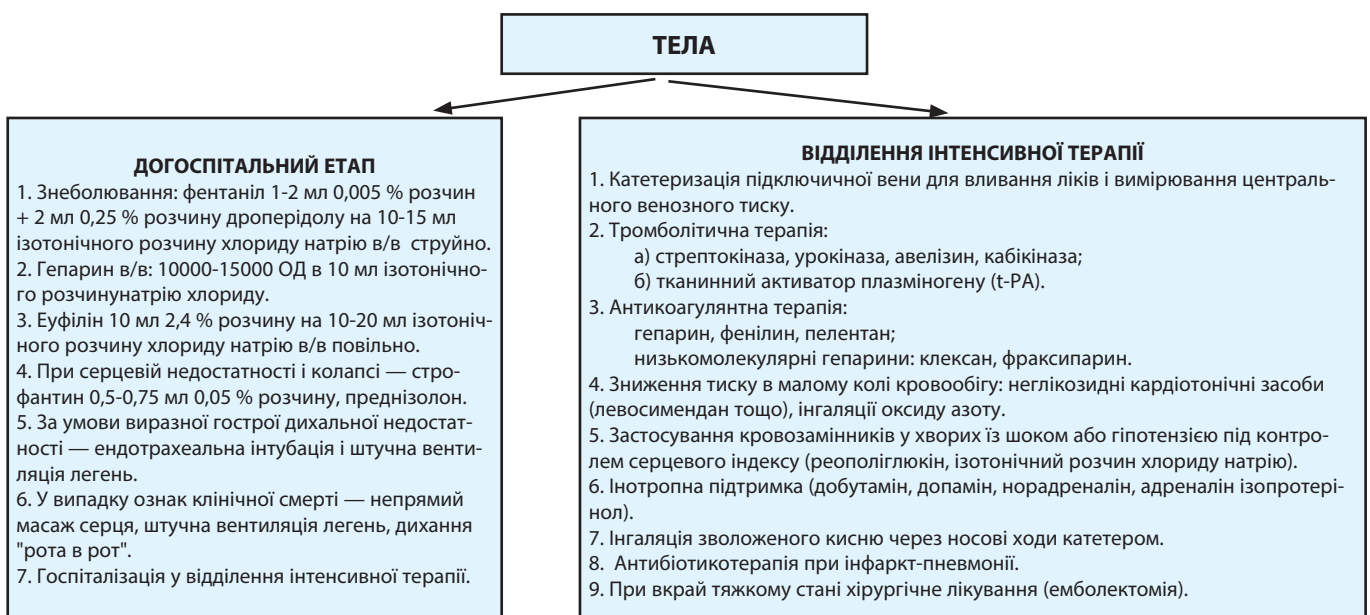 ТЕЛА
ДОГОСПІТАЛЬНИЙ ЕТАП
1. Знеболювання: фентаніл 1-2 мл 0,005 % розчин
+ 2 мл 0,25 % розчину дроперідолу на 10-15 мл
ізотонічного розчину хлориду натрію в/в струйно.
2. Гепарин в/в: 10000-15000 ОД в 10 мл ізотонічно-
го розчинунатрію хлориду.
3. Еуфілін 10 мл 2,4 % розчину на 10-20 мл ізотоніч-
ного розчину хлориду натрію в/в повільно.
4. При серцевій недостатності і колапсі — стро-
фантин 0,5-0,75 мл 0,05 % розчину, преднізолон.
5. За умови виразної гострої дихальної недостат-
ності — ендотрахеальна інтубація і штучна венти-
ляція легень.
6. У випадку ознак клінічної смерті — непрямий
масаж серця, штучна вентиляція легень, дихання
"рота в рот".
7. Госпіталізація у відділення інтенсивної терапії.
ВІДДІЛЕННЯ ІНТЕНСИВНОЇ ТЕРАПІЇ
1. Катетеризація підключичної вени для вливання ліків і вимірювання централь-
ного венозного тиску.
2. Тромболітична терапія:
а) стрептокіназа, урокіназа, авелізин, кабікіназа;
б) тканинний активатор плазміногену (t-PA).
3. Антикоагулянтна терапія:
гепарин, фенілин, пелентан;
низькомолекулярні гепарини: клексан, фраксипарин.
4. Зниження тиску в малому колі кровообігу: неглікозидні кардіотонічні засоби
(левосимендан тощо), інгаляції оксиду азоту.
5. Застосування кровозамінників у хворих їз шоком або гіпотензією під контро-
лем серцевого індексу (реополіглюкін, ізотонічний розчин хлориду натрію).
6. Інотропна підтримка (добутамін, допамін, норадреналін, адреналін ізопротері-
нол).
7. Інгаляція зволоженого кисню через носові ходи катетером.
8. Антибіотикотерапія при інфаркт-пневмонії.
9. При вкрай тяжкому стані хірургічне лікування (емболектомія).